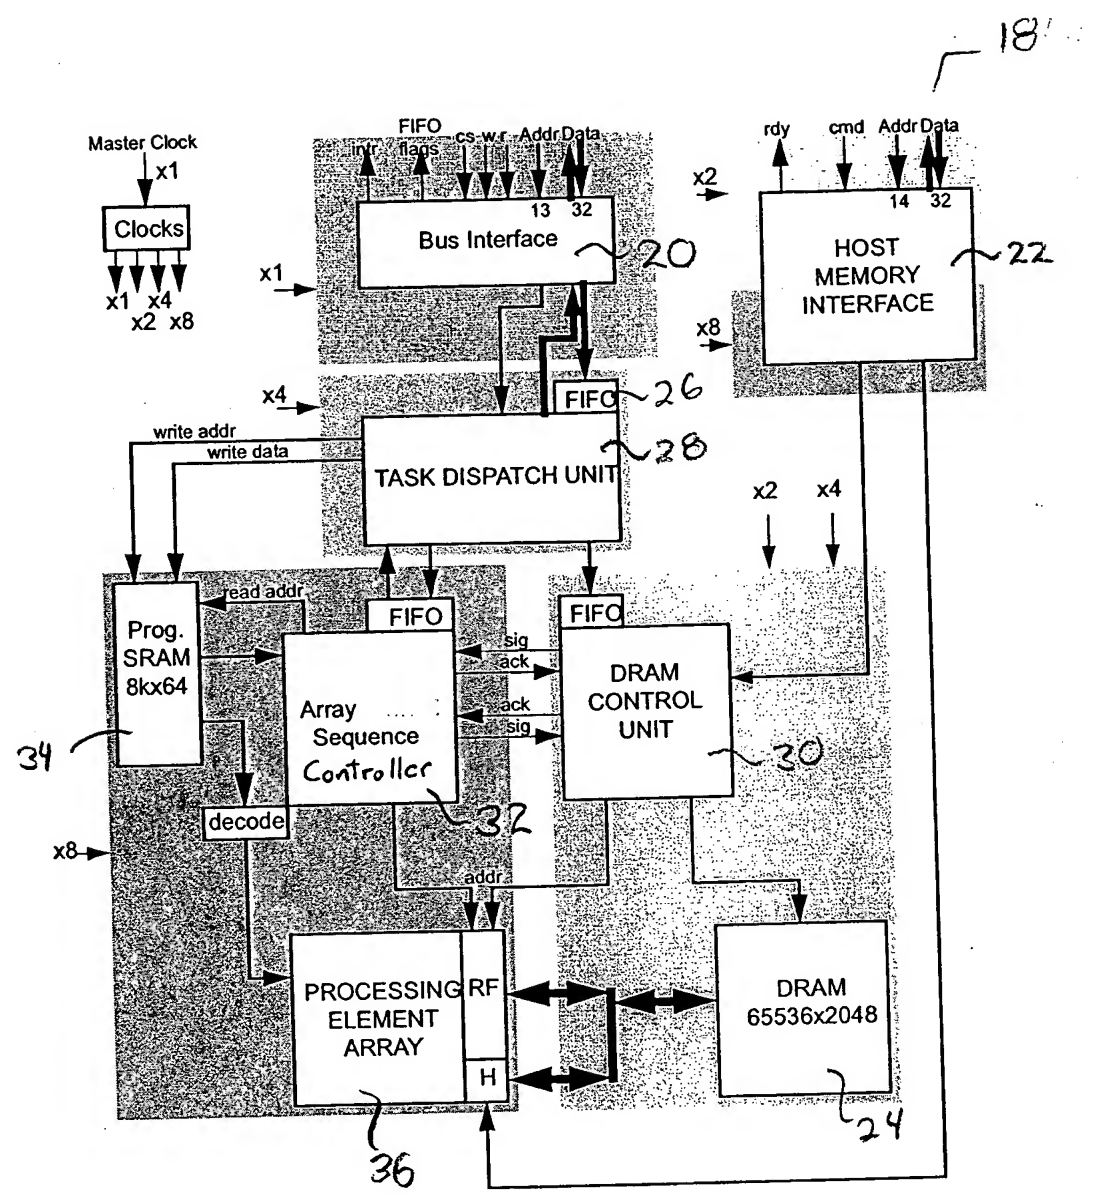 18'
Master Clock
x1
Clocks
x1 x4
x2 x8
FIFO
intr flags cs w r Addr Data
13 32
Bus Interface
20
x1
rdy cmd Addr Data
x2
14 32
HOST
MEMORY
INTERFACE
22
x8
x4
FIFO
26
28
TASK DISPATCH UNIT
write addr
write data
x2 x4
read addr
FIFO
FIFO
Prog.
SRAM
8kx64
34
sig
ack
ack
sig
Array
Sequence
Controller
32
DRAM
CONTROL
UNIT
30
decode
x8
addr
PROCESSING
ELEMENT
ARRAY
RF
H
36
DRAM
65536x2048
24